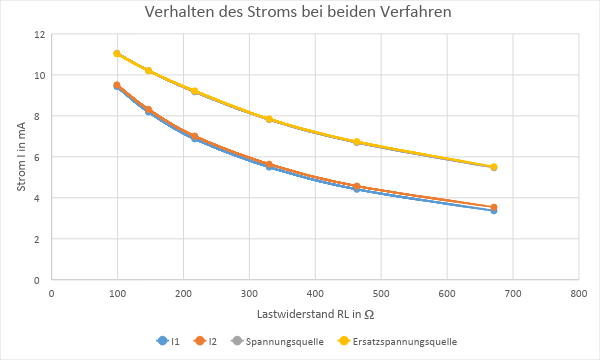 Verhalten des Stroms bei beiden Verfahren
12
10
8
6
4
2
0
Strom I in mA
0 100 200 300 400 500 600 700 800
Lastwiderstand RL in Ω
I1 I2 Spannungsquelle Ersatzspannungsquelle